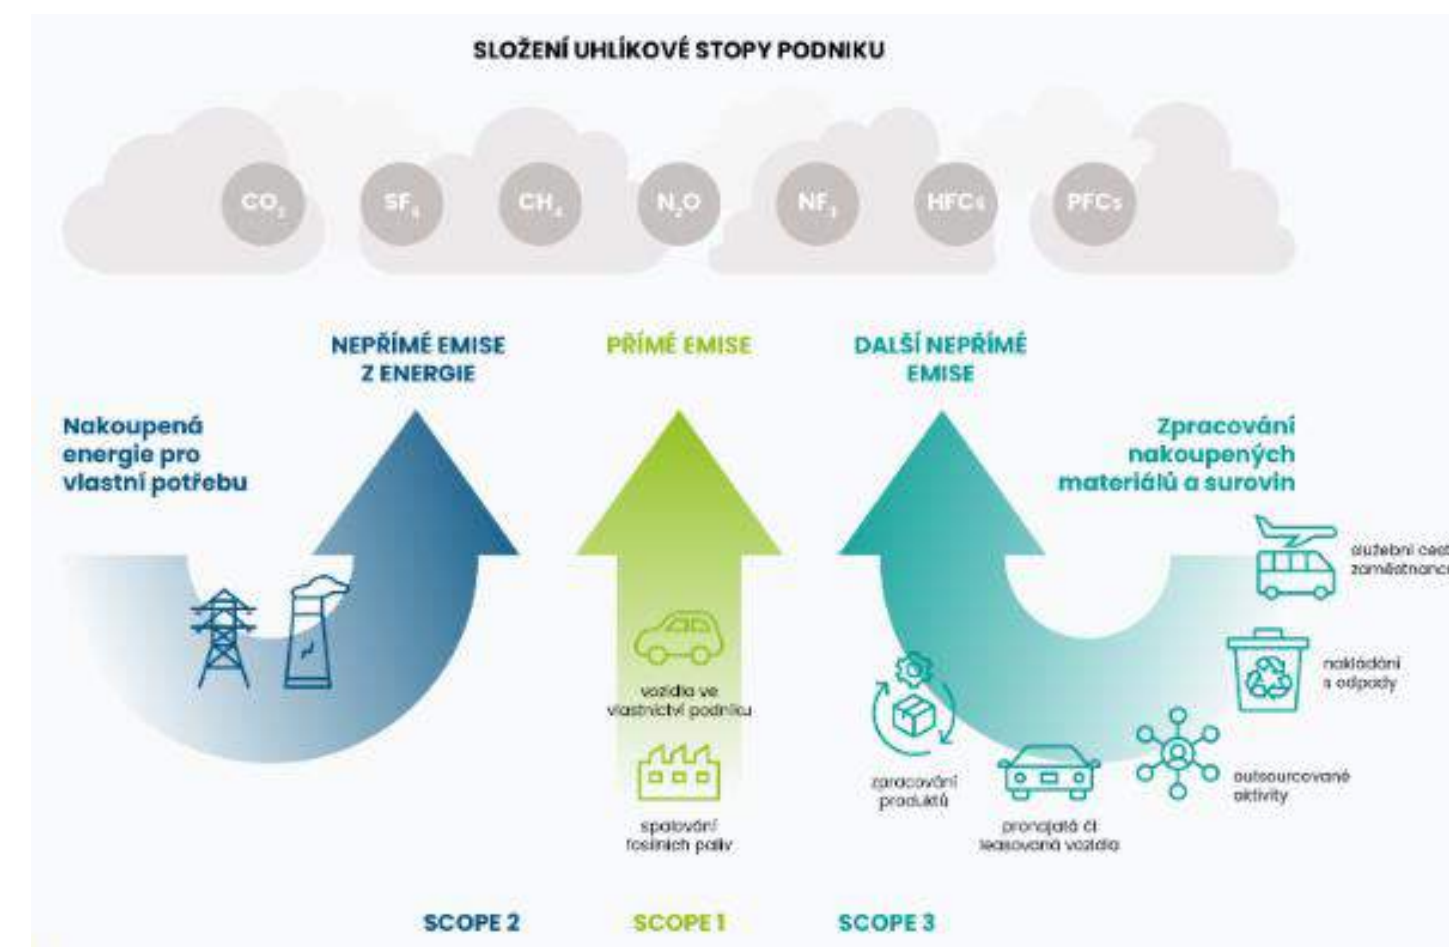 SLOŽENÍ UHLÍKOVÉ STOPY PODNIKU
CO₂
SF₆
CH₄
N₂O
NF₃
HFCs
PFCs
NEPŘÍMÉ EMISE
Z ENERGIE
PŘÍMÉ EMISE
DALŠÍ NEPŘÍMÉ
EMISE
Nakoupená
energie pro
vlastní potřebu
Zpracování
nakoupených
materiálů a surovin
služební cest
zaměstnanc
nakládání
s odpady
outsourcované
aktivity
vozidla ve
vlastnictví podniku
spalování
fosilních paliv
zpracování
produktů
pronajatá či
leasovaná vozidla
SCOPE 2
SCOPE 1
SCOPE 3